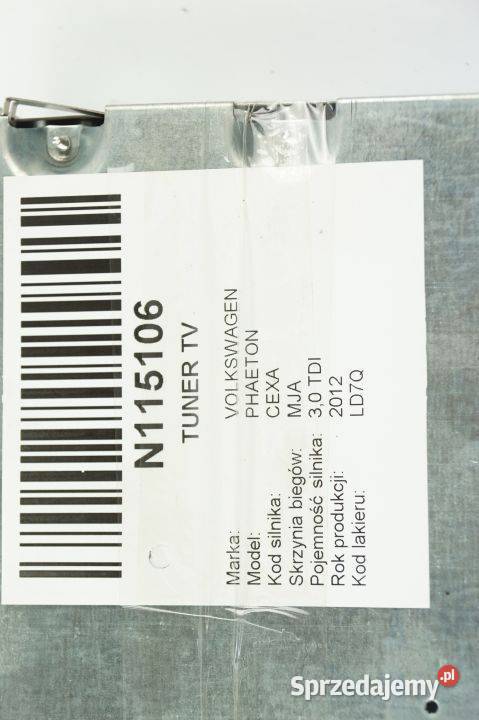 N115106
TUNER TV
Marka: VOLKSWAGEN
Model: PHAETON
Kod silnika: CEXA
Skrzynia biegów: MJA
Pojemność silnika: 3,0 TDI
Rok produkcji: 2012
Kod lakieru: LD7Q
Sprzedajemy.pl